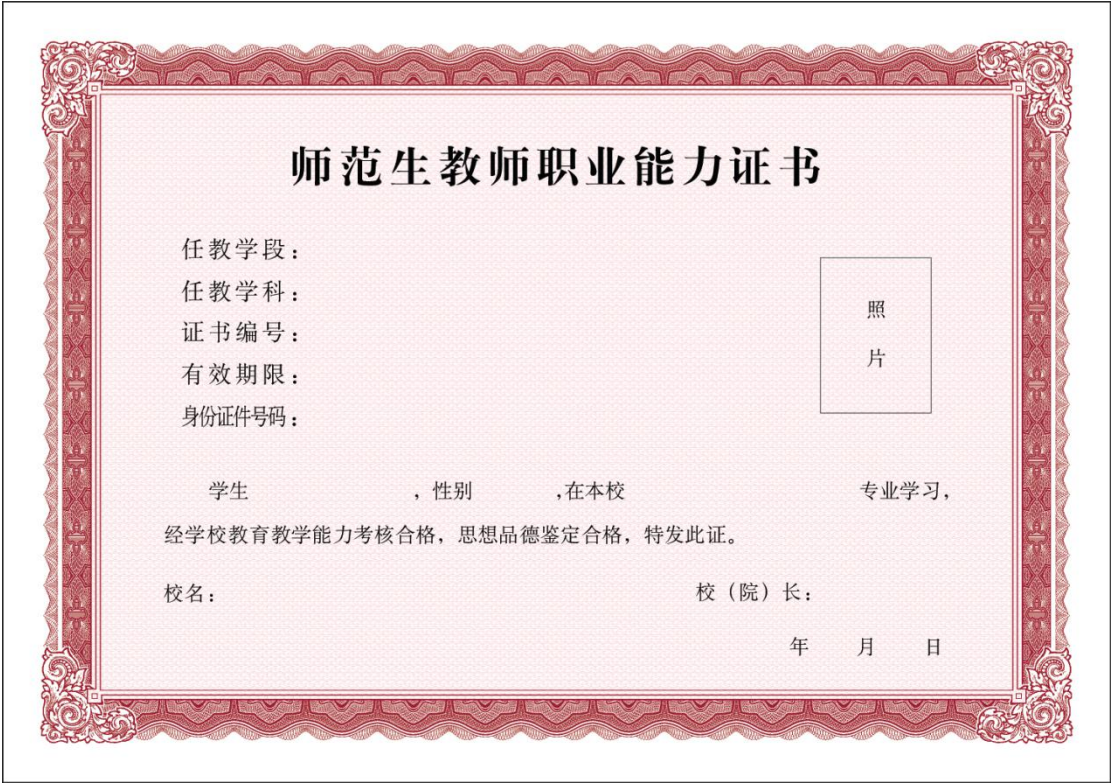 师范生教师职业能力证书
任教学段：
任教学科：
证书编号：
有效期限：
身份证件号码：
照
片
学生 ，性别 ，在本校 专业学习，
经学校教育教学能力考核合格，思想品德鉴定合格，特发此证。
校名： 校（院）长：
年 月 日